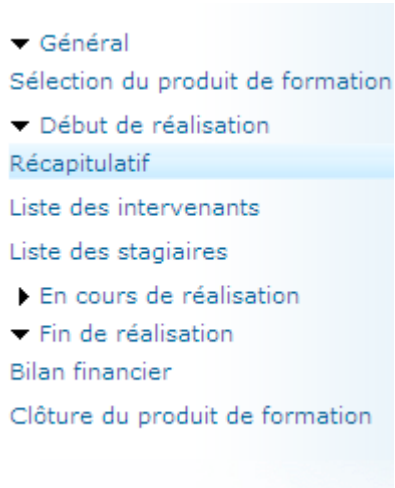 Général
Sélection du produit de formation
Début de réalisation
Récapitulatif
Liste des intervenants
Liste des stagiaires
En cours de réalisation
Fin de réalisation
Bilan financier
Clôture du produit de formation